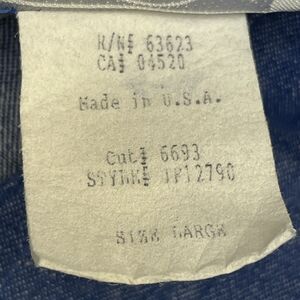 R/N# 63623
CA# 04520
Made in U.S.A.
Cut# 6693
STYLE# TP12790
SIZE LARGE